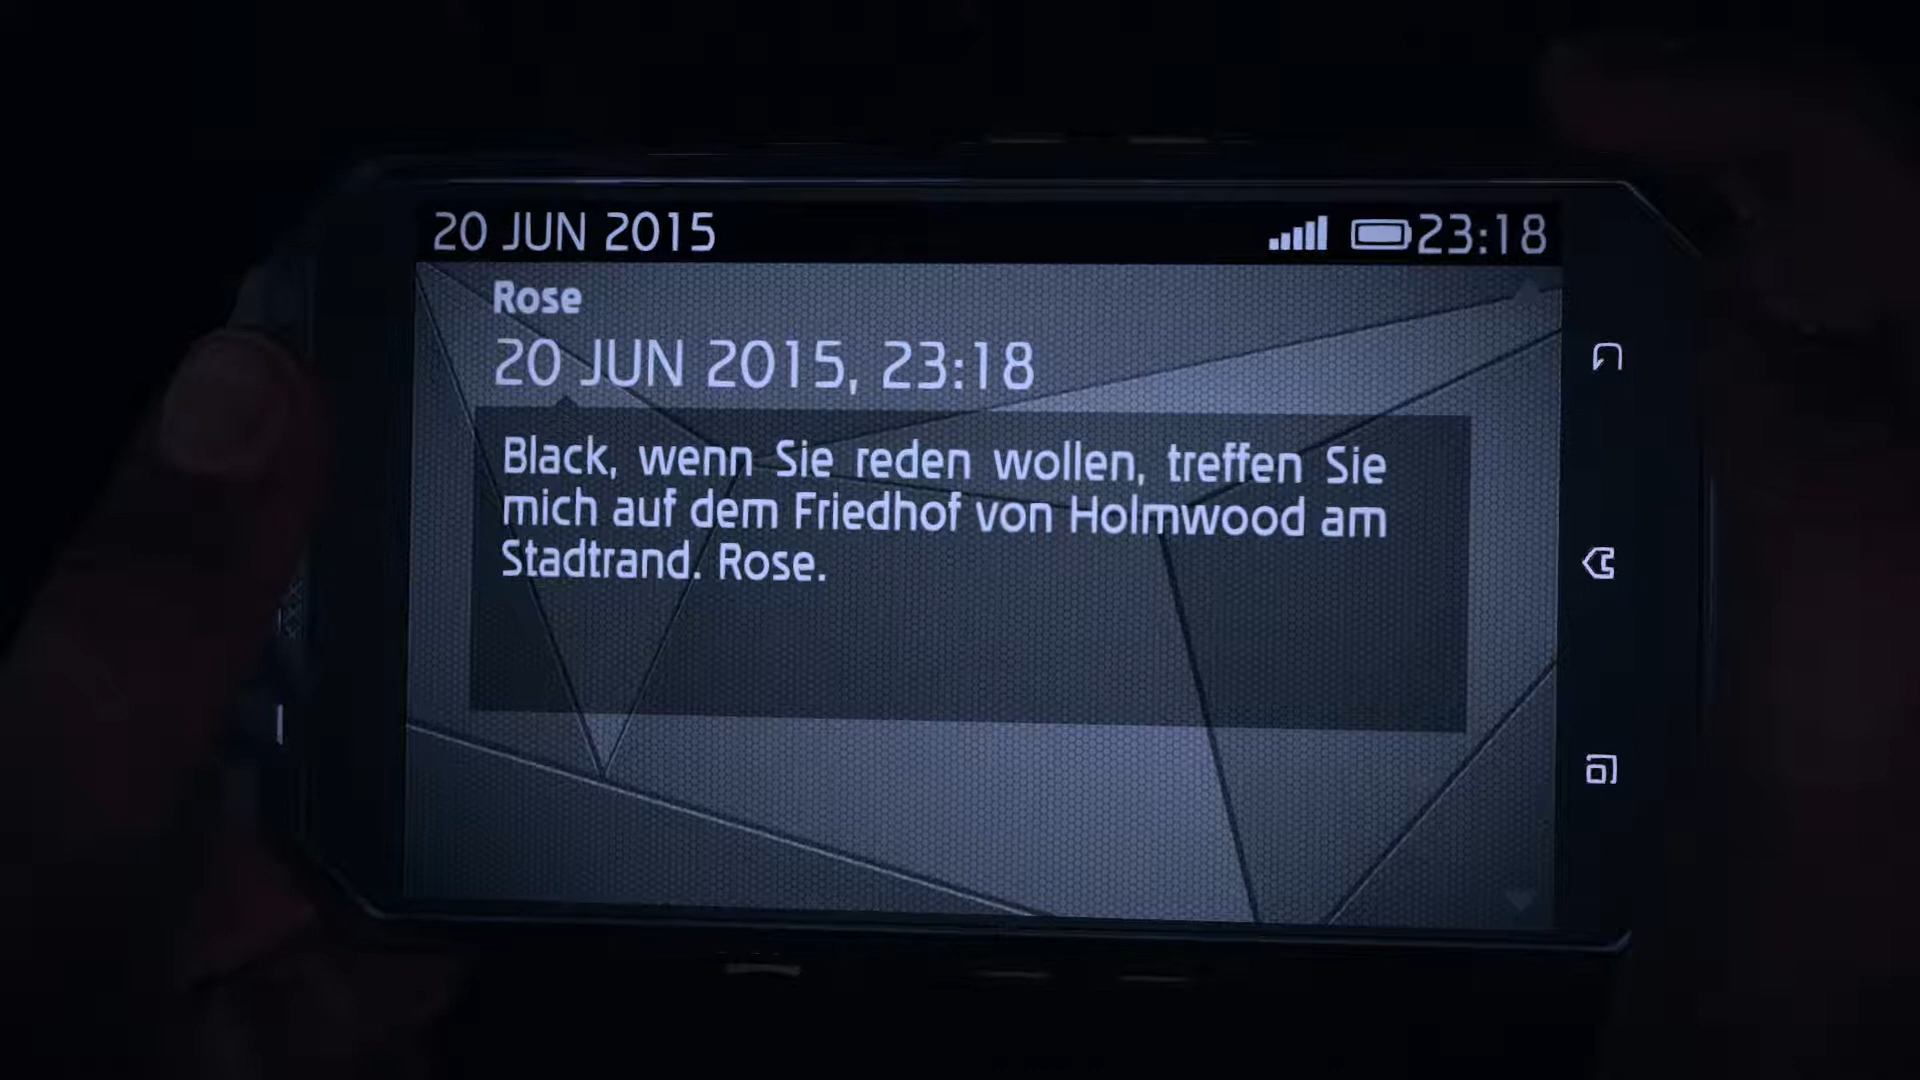 20 JUN 2015 23:18
Rose
20 JUN 2015, 23:18
Black, wenn Sie reden wollen, treffen Sie
mich auf dem Friedhof von Holmwood am
Stadtrand. Rose.